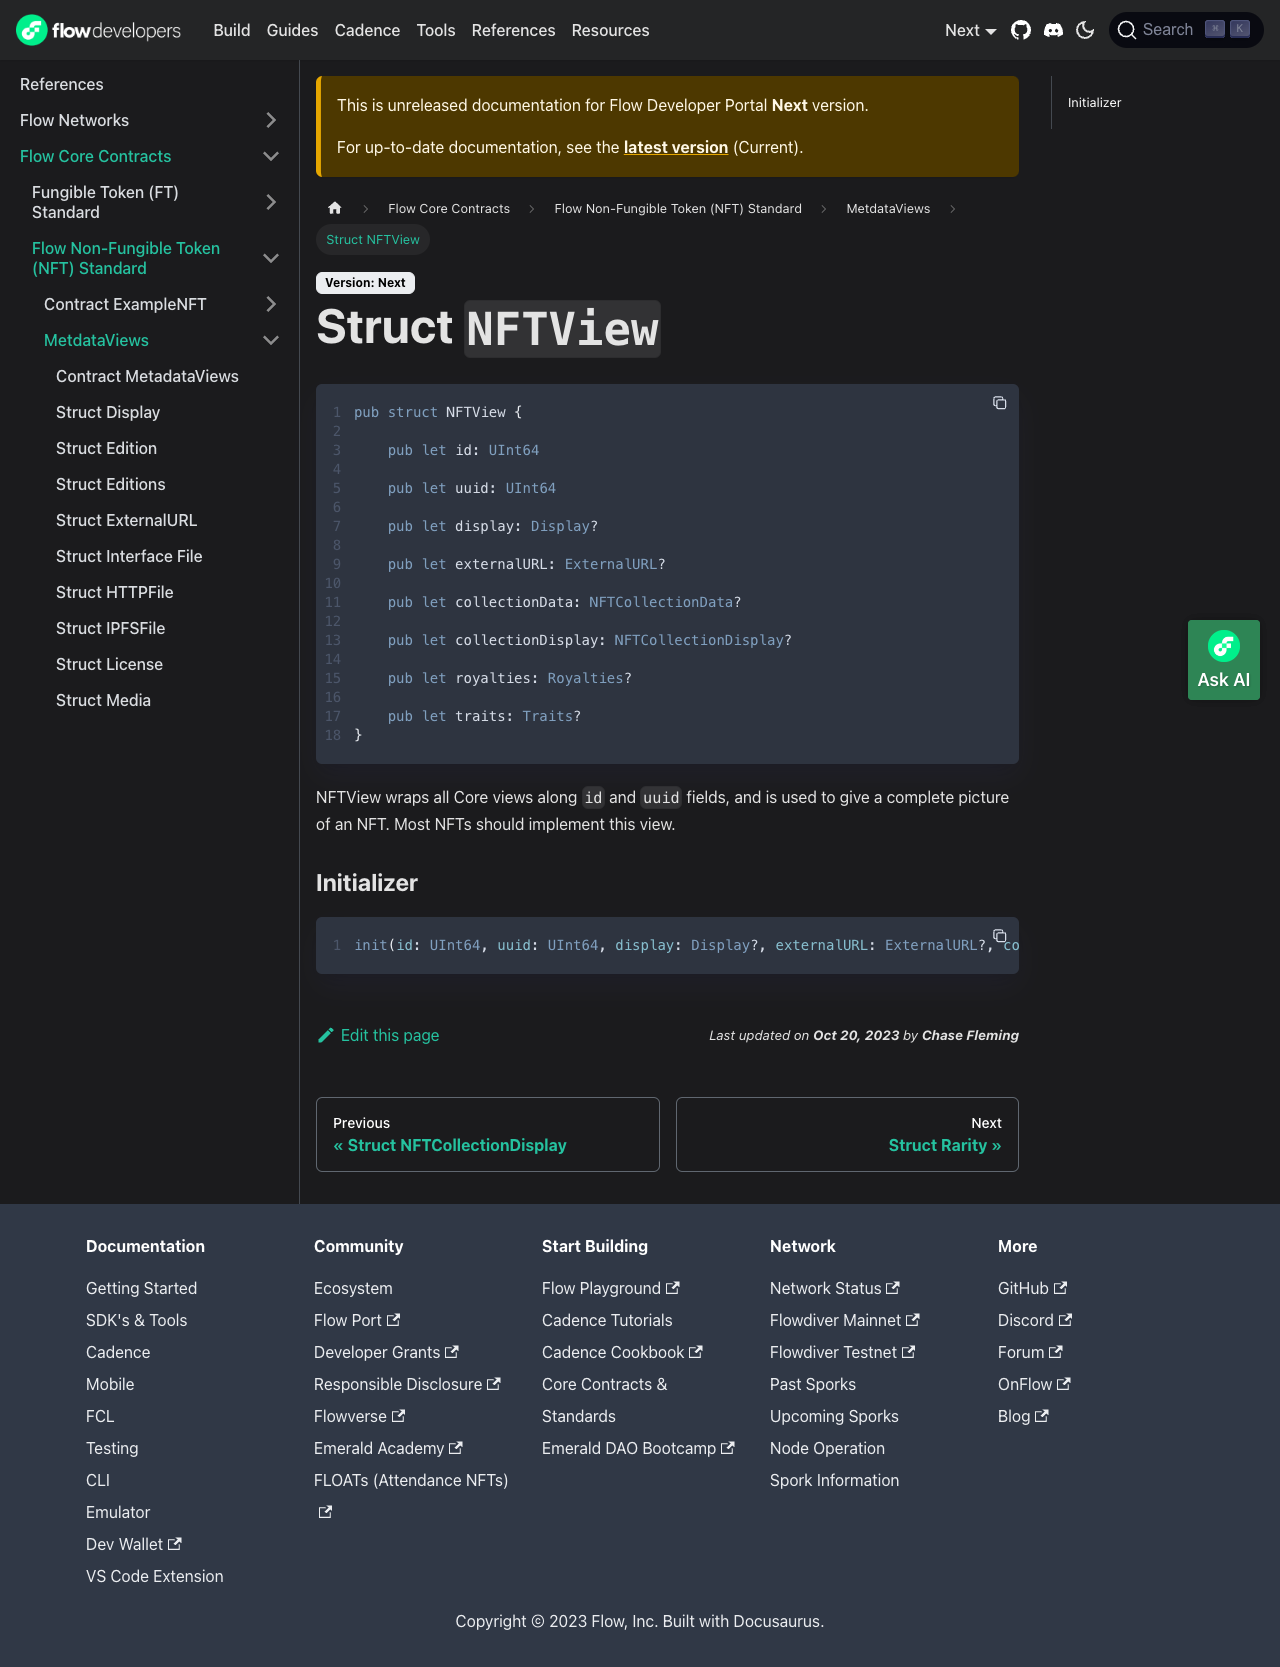 flowdevelopers
Build Guides Cadence Tools References Resources
Next
Search ⌘ K
References
Flow Networks
Flow Core Contracts
Fungible Token (FT)
Standard
Flow Non-Fungible Token
(NFT) Standard
Contract ExampleNFT
MetdataViews
Contract MetadataViews
Struct Display
Struct Edition
Struct Editions
Struct ExternalURL
Struct Interface File
Struct HTTPFile
Struct IPFSFile
Struct License
Struct Media
This is unreleased documentation for Flow Developer Portal Next version.
For up-to-date documentation, see the latest version (Current).
Flow Core Contracts
Flow Non-Fungible Token (NFT) Standard
MetdataViews
Struct NFTView
Version: Next
Struct NFTView
1 pub struct NFTView {
2
3 pub let id: UInt64
4
5 pub let uuid: UInt64
6
7 pub let display: Display?
8
9 pub let externalURL: ExternalURL?
10
11 pub let collectionData: NFTCollectionData?
12
13 pub let collectionDisplay: NFTCollectionDisplay?
14
15 pub let royalties: Royalties?
16
17 pub let traits: Traits?
18 }
NFTView wraps all Core views along id and uuid fields, and is used to give a complete picture
of an NFT. Most NFTs should implement this view.
Initializer
1 init(id: UInt64, uuid: UInt64, display: Display?, externalURL: ExternalURL?, co
Edit this page
Last updated on Oct 20, 2023 by Chase Fleming
Previous
« Struct NFTCollectionDisplay
Next
Struct Rarity »
Initializer
Ask AI
Documentation
Getting Started
SDK's & Tools
Cadence
Mobile
FCL
Testing
CLI
Emulator
Dev Wallet
VS Code Extension
Community
Ecosystem
Flow Port
Developer Grants
Responsible Disclosure
Flowverse
Emerald Academy
FLOATs (Attendance NFTs)
Start Building
Flow Playground
Cadence Tutorials
Cadence Cookbook
Core Contracts &
Standards
Emerald DAO Bootcamp
Network
Network Status
Flowdiver Mainnet
Flowdiver Testnet
Past Sporks
Upcoming Sporks
Node Operation
Spork Information
More
GitHub
Discord
Forum
OnFlow
Blog
Copyright © 2023 Flow, Inc. Built with Docusaurus.